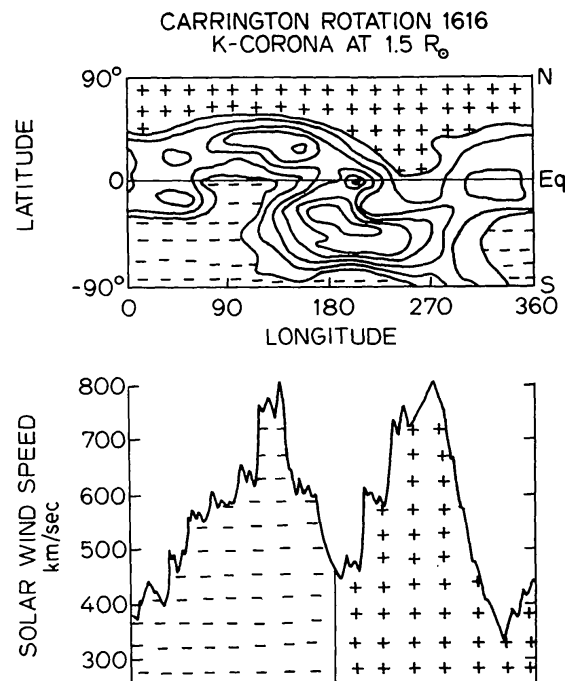 CARRINGTON ROTATION 1616
K-CORONA AT 1.5 R☉
90°
N
LATITUDE
0
Eq
-90°
S
0 90 180 270 360
LONGITUDE
800
700
600
500
400
300
SOLAR WIND SPEED
km/sec